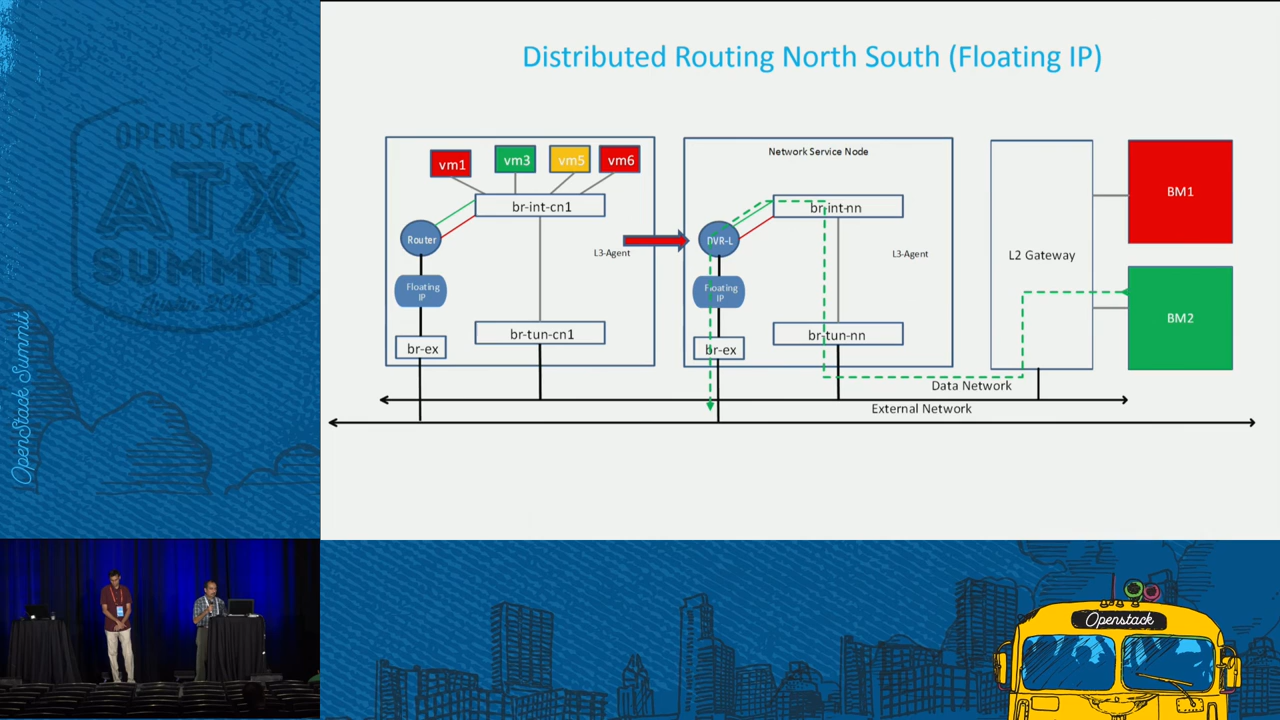 OPENSTACK
ATX
SUMMIT
Austin
OpenStack Summit
Distributed Routing North South (Floating IP)
vm1
vm3
vm5
vm6
br-int-cn1
Router
L3-Agent
Floating
IP
br-tun-cn1
br-ex
Network Service Node
br-int-nn
DVR-L
L3-Agent
Floating
IP
br-tun-nn
br-ex
L2 Gateway
BM1
BM2
Data Network
External Network
Openstack